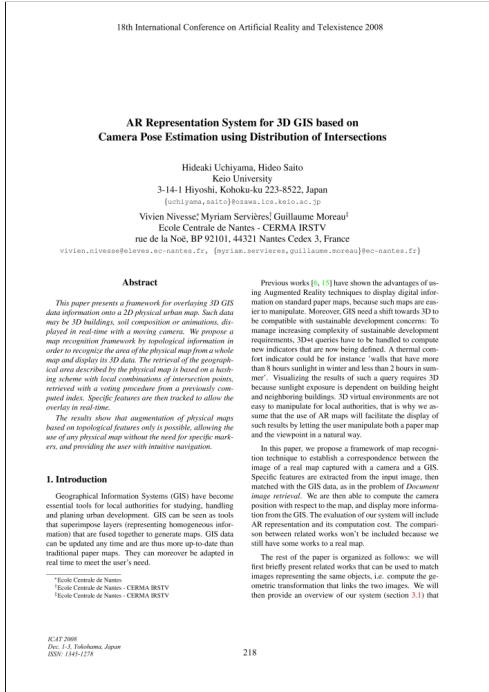 18th International Conference on Artificial Reality and Telexistence 2008
AR Representation System for 3D GIS based on
Camera Pose Estimation using Distribution of Intersections
Hideaki Uchiyama, Hideo Saito
Keio University
3-14-1 Hiyoshi, Kohoku-ku 223-8522, Japan
{uchiyama,saito}@ozawa.ics.keio.ac.jp
Vivien Nivesse*, Myriam Servières†, Guillaume Moreau‡
Ecole Centrale de Nantes - CERMA IRSTV
rue de la Noë, BP 92101, 44321 Nantes Cedex 3, France
vivien.nivesse@eleves.ec-nantes.fr, {myriam.servieres,guillaume.moreau}@ec-nantes.fr}
Abstract
This paper presents a framework for overlaying 3D GIS
data information onto a 2D physical urban map. Such data
may be 3D buildings, soil composition or animations, dis-
played in real-time with a moving camera. We propose a
map recognition framework by topological information in
order to recognize the area of the physical map from a whole
map and display its 3D data. The retrieval of the geograph-
ical area described by the physical map is based on a hash-
ing scheme with local combinations of intersection points,
retrieved with a voting procedure from a previously com-
puted index. Specific features are then tracked to allow the
overlay in real-time.
The results show that augmentation of physical maps
based on topological features only is possible, allowing the
use of any physical map without the need for specific mark-
ers, and providing the user with intuitive navigation.
1. Introduction
Geographical Information Systems (GIS) have become
essential tools for local authorities for studying, handling
and planing urban development. GIS can be seen as tools
that superimpose layers (representing homogeneous infor-
mation) that are fused together to generate maps. GIS data
can be updated any time and are thus more up-to-date than
traditional paper maps. They can moreover be adapted in
real time to meet the user's need.
*Ecole Centrale de Nantes
†Ecole Centrale de Nantes - CERMA IRSTV
‡Ecole Centrale de Nantes - CERMA IRSTV
Previous works [6, 15] have shown the advantages of us-
ing Augmented Reality techniques to display digital infor-
mation on standard paper maps, because such maps are eas-
ier to manipulate. Moreover, GIS need a shift towards 3D to
be compatible with sustainable development concerns: To
manage increasing complexity of sustainable development
requirements, 3D+t queries have to be handled to compute
new indicators that are now being defined. A thermal com-
fort indicator could be for instance 'walls that have more
than 8 hours sunlight in winter and less than 2 hours in sum-
mer'. Visualizing the results of such a query requires 3D
because sunlight exposure is dependent on building height
and neighboring buildings. 3D virtual environments are not
easy to manipulate for local authorities, that is why we as-
sume that the use of AR maps will facilitate the display of
such results by letting the user manipulate both a paper map
and the viewpoint in a natural way.
In this paper, we propose a framework of map recogni-
tion technique to establish a correspondence between the
image of a real map captured with a camera and a GIS.
Specific features are extracted from the input image, then
matched with the GIS data, as in the problem of Document
image retrieval. We are then able to compute the camera
position with respect to the map, and display more informa-
tion from the GIS. The evaluation of our system will include
AR representation and its computation cost. The compari-
son between related works won't be included because we
still have some works to a real map.
The rest of the paper is organized as follows: we will
first briefly present related works that can be used to match
images representing the same objects, i.e. compute the ge-
ometric transformation that links the two images. We will
then provide an overview of our system (section 3.1) that
ICAT 2008
Dec. 1-3, Yokohama, Japan
ISSN: 1345-1278
218